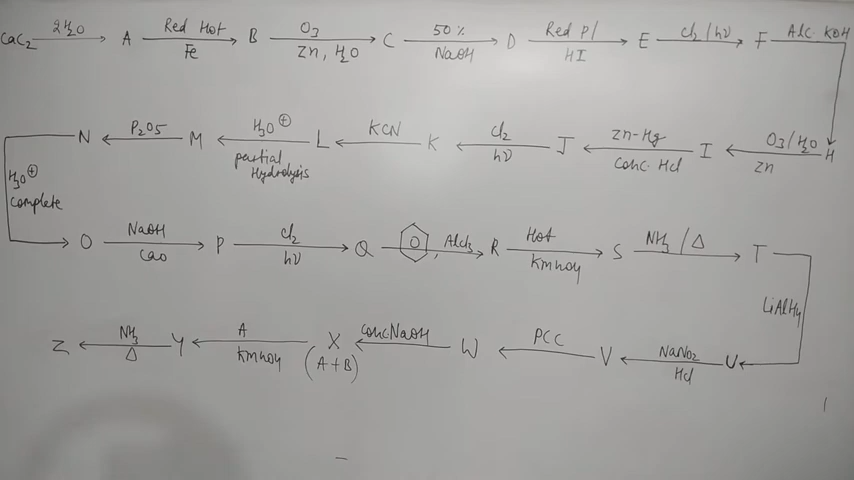 CaC2 2H2O A Red Hot Fe B O3 Zn, H2O C 50% NaOH D Red P/ HI E Cl2/hν F Alc. KOH
N P2O5 M H3O⊕ partial Hydrolysis L KCN K Cl2 hν J Zn-Hg Conc. Hcl I O3/H2O Zn H
H3O⊕ complete
O NaOH CaO P Cl2 hν Q , AlCl3 R Hot KmnO4 S NH3/Δ T
LiAlH4
Z NH3 Δ Y A KmnO4 X (A+B) Conc.NaOH W PCC V NaNO2 Hcl U